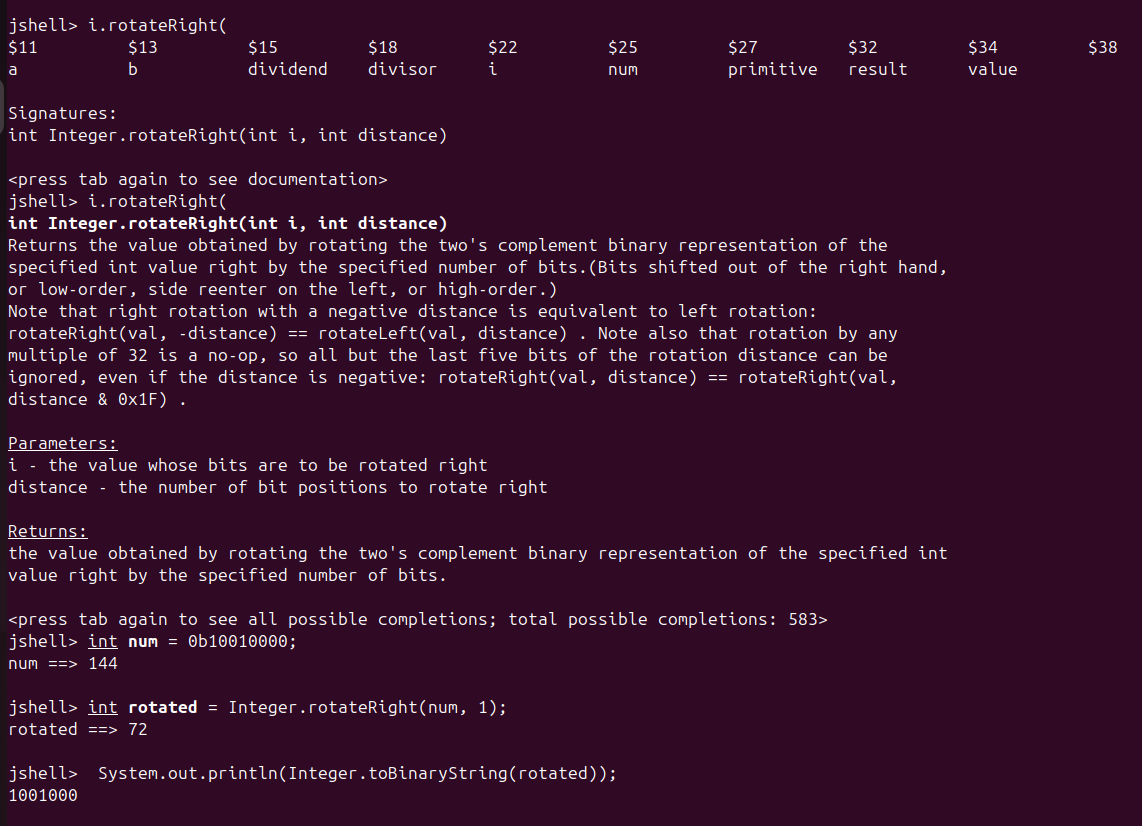 jshell> i.rotateRight(
$11 $13 $15 $18 $22 $25 $27 $32 $34 $38
a b dividend divisor i num primitive result value
Signatures:
int Integer.rotateRight(int i, int distance)
<press tab again to see documentation>
jshell> i.rotateRight(
int Integer.rotateRight(int i, int distance)
Returns the value obtained by rotating the two's complement binary representation of the
specified int value right by the specified number of bits.(Bits shifted out of the right hand,
or low-order, side reenter on the left, or high-order.)
Note that right rotation with a negative distance is equivalent to left rotation:
rotateRight(val, -distance) == rotateLeft(val, distance) . Note also that rotation by any
multiple of 32 is a no-op, so all but the last five bits of the rotation distance can be
ignored, even if the distance is negative: rotateRight(val, distance) == rotateRight(val,
distance & 0x1F) .
Parameters:
i - the value whose bits are to be rotated right
distance - the number of bit positions to rotate right
Returns:
the value obtained by rotating the two's complement binary representation of the specified int
value right by the specified number of bits.
<press tab again to see all possible completions; total possible completions: 583>
jshell> int num = 0b10010000;
num ==> 144
jshell> int rotated = Integer.rotateRight(num, 1);
rotated ==> 72
jshell>  System.out.println(Integer.toBinaryString(rotated));
1001000